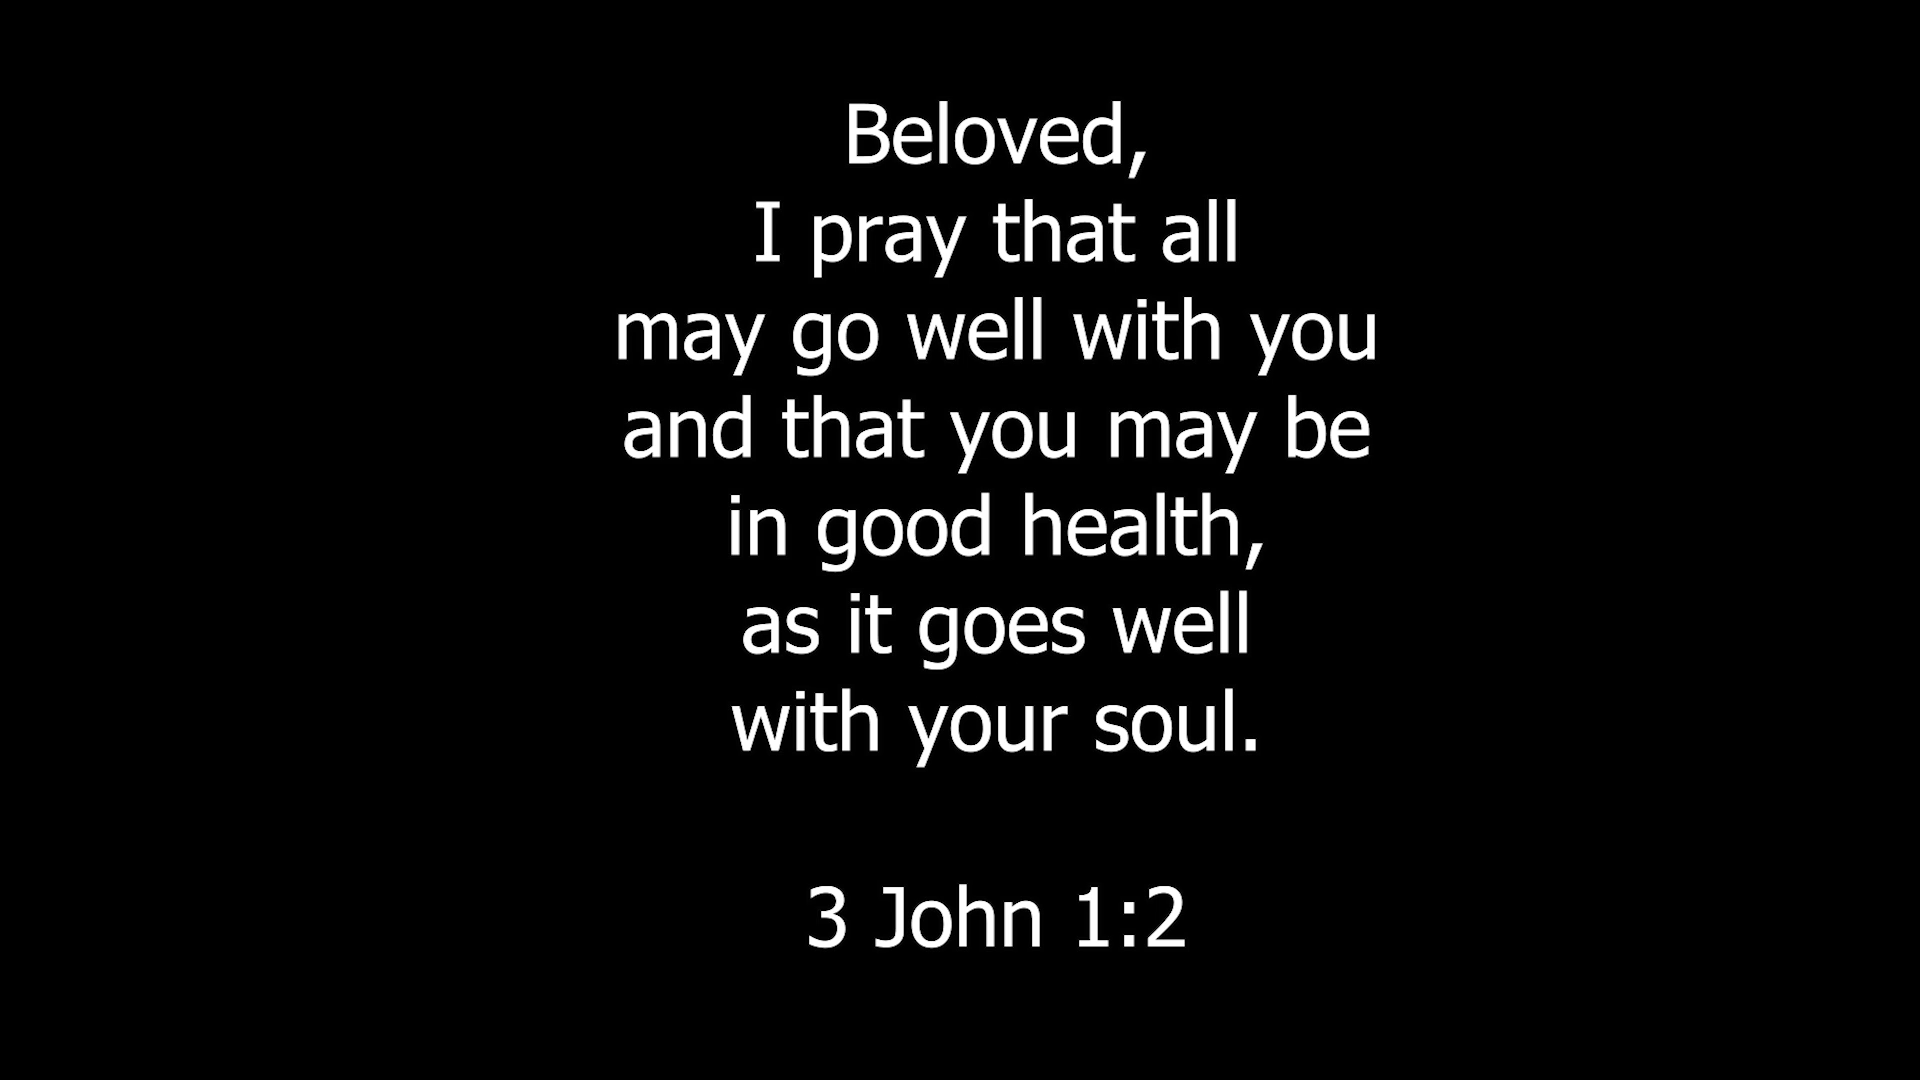 Beloved,
I pray that all
may go well with you
and that you may be
in good health,
as it goes well
with your soul.
3 John 1:2